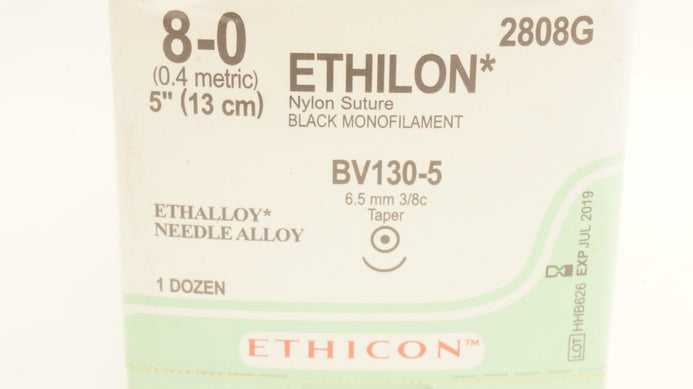 8-0
(0.4 metric)
5" (13 cm)
ETHILON*
Nylon Suture
BLACK MONOFILAMENT
2808G
BV130-5
6.5 mm 3/8c
Taper
ETHALLOY*
NEEDLE ALLOY
1 DOZEN
EXP JUL 2019
LOT HHB626
ETHICON™